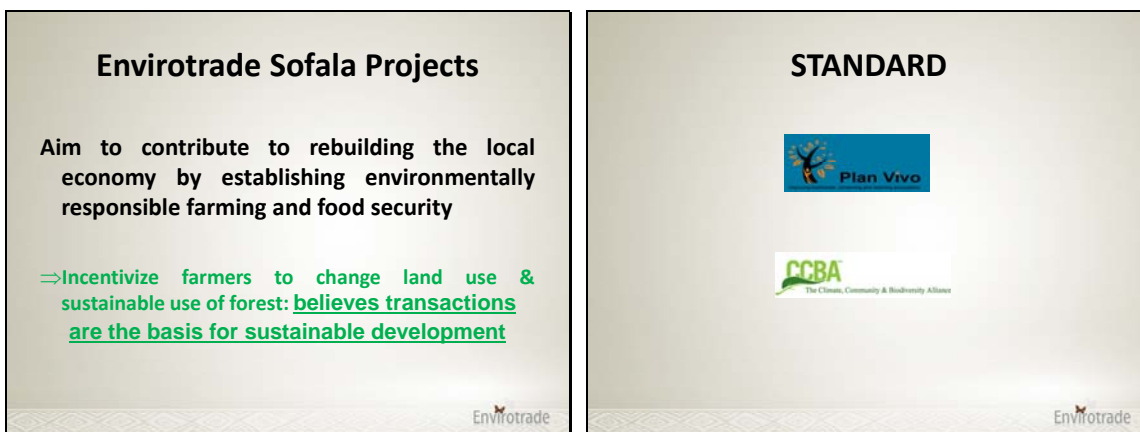 Envirotrade Sofala Projects
Aim to contribute to rebuilding the local
economy by establishing environmentally
responsible farming and food security
⇒Incentivize farmers to change land use &
sustainable use of forest: believes transactions
are the basis for sustainable development
Envirotrade
STANDARD
Plan Vivo
CCBA
The Climate, Community & Biodiversity Alliance
Envirotrade